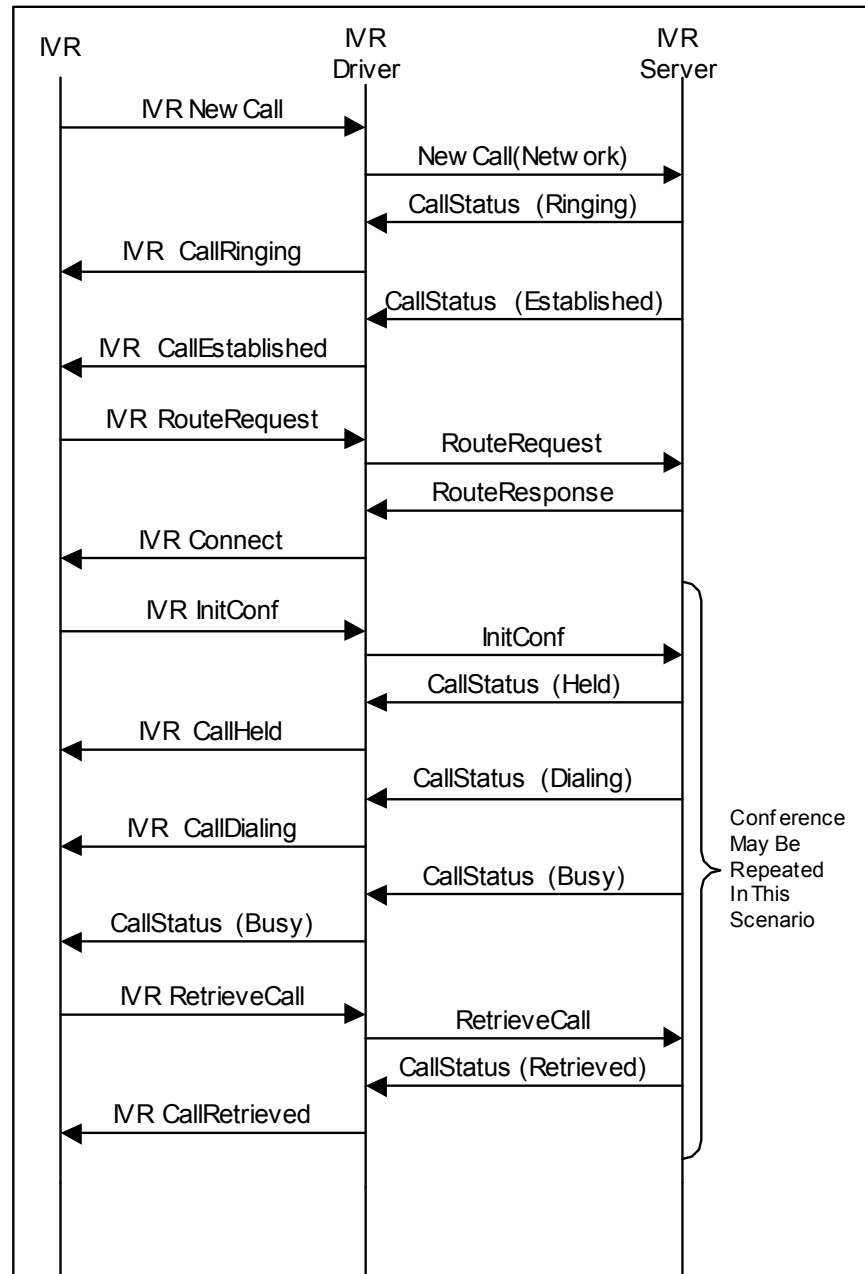 IVR
IVR
Driver
IVR
Server
IVR New Call
New Call(Network)
CallStatus (Ringing)
IVR CallRinging
CallStatus (Established)
IVR CallEstablished
IVR RouteRequest
RouteRequest
RouteResponse
IVR Connect
IVR InitConf
InitConf
CallStatus (Held)
IVR CallHeld
CallStatus (Dialing)
IVR CallDialing
CallStatus (Busy)
CallStatus (Busy)
IVR RetrieveCall
RetrieveCall
CallStatus (Retrieved)
IVR CallRetrieved
Conference
May Be
Repeated
In This
Scenario